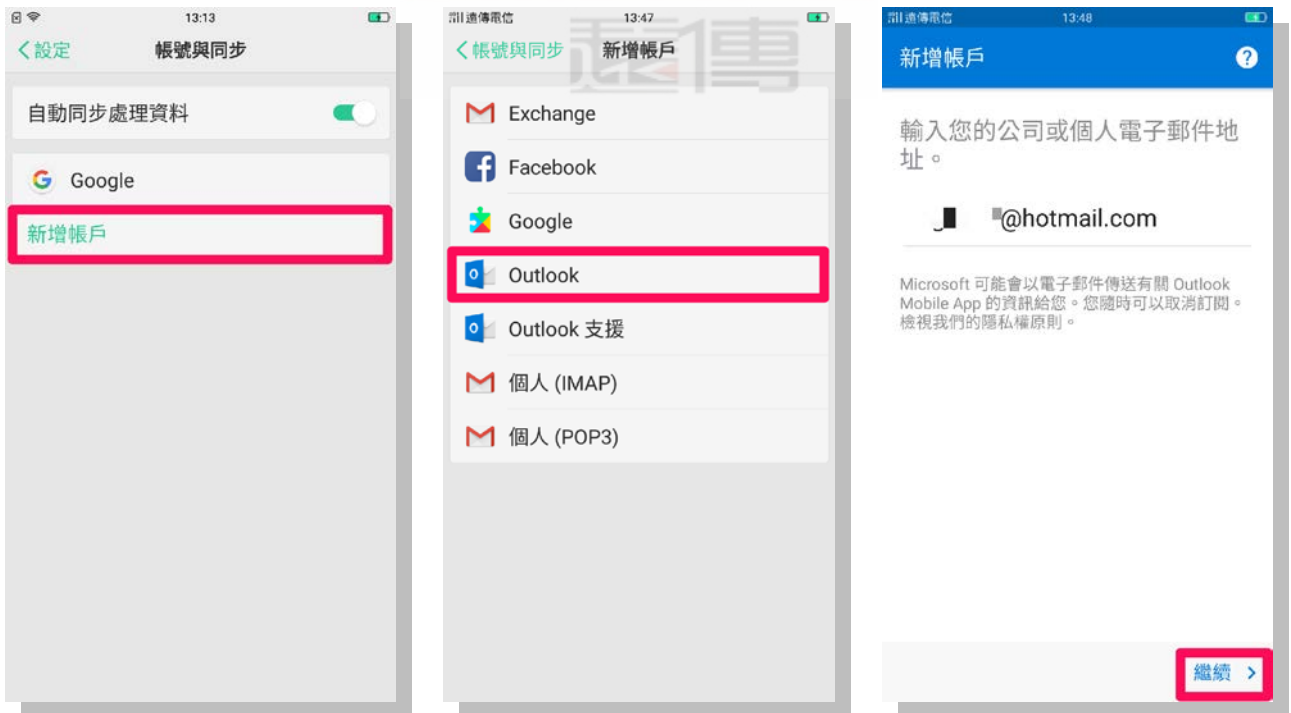 13:13
設定
帳號與同步
自動同步處理資料
Google
新增帳戶
遠傳電信
13:47
遠傳
帳號與同步
新增帳戶
Exchange
Facebook
Google
Outlook
Outlook 支援
個人 (IMAP)
個人 (POP3)
遠傳電信
13:48
新增帳戶
?
輸入您的公司或個人電子郵件地
址。
@hotmail.com
Microsoft 可能會以電子郵件傳送有關 Outlook
Mobile App 的資訊給您。您隨時可以取消訂閱。
檢視我們的隱私權原則。
繼續